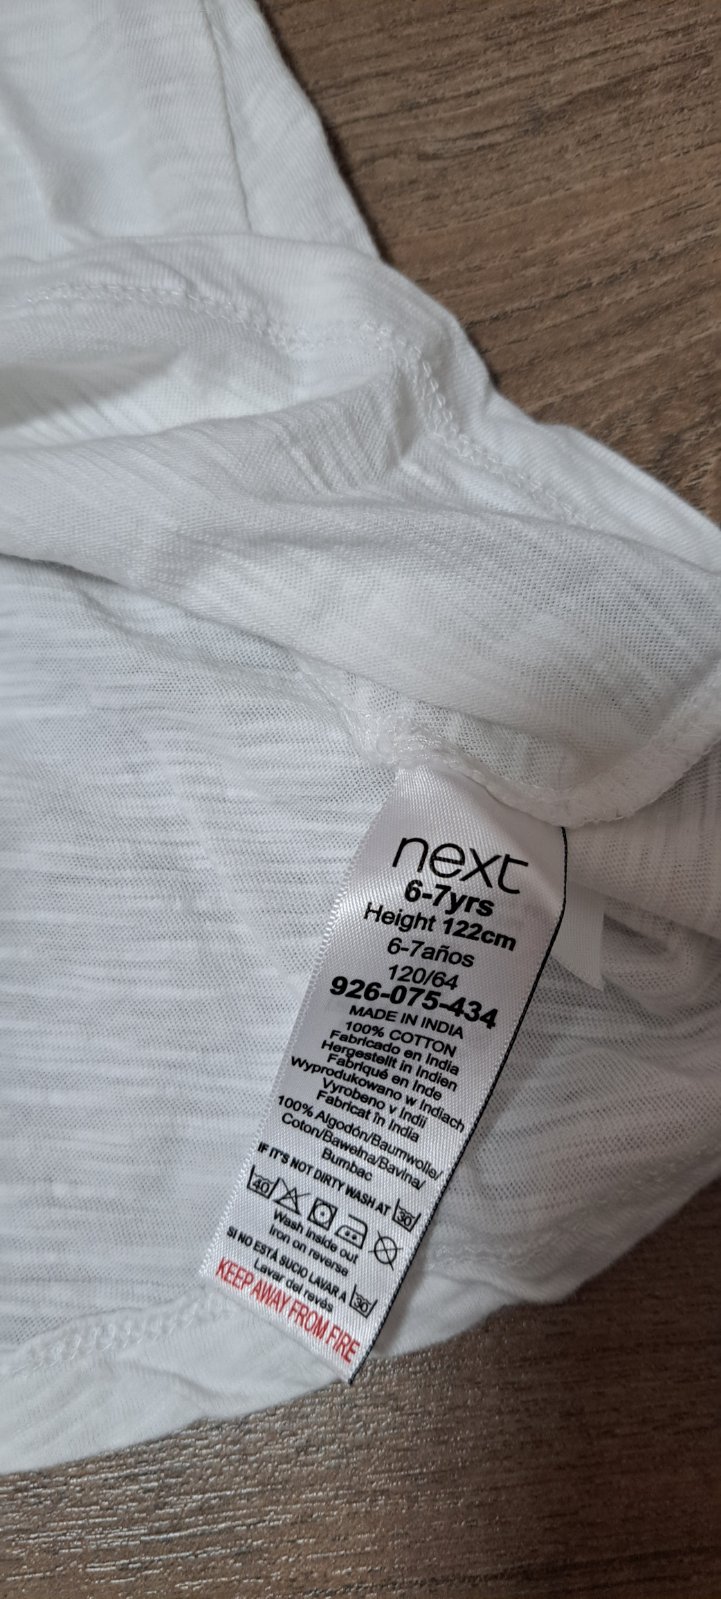 next
6-7yrs
Height 122cm
6-7años
120/64
926-075-434
MADE IN INDIA
100% COTTON
Fabricado en India
Hergestellt in Indien
Fabriqué en Inde
Wyprodukowano w Indiach
Vyrobeno v Indii
Fabricat în India
100% Algodón/Baumwolle/
Coton/Bawełna/Bavlna/
Bumbac
IF IT'S NOT DIRTY WASH AT 30
40
Wash inside out
Iron on reverse
SI NO ESTÁ SUCIO LAVAR A 30
Lavar del revés
KEEP AWAY FROM FIRE